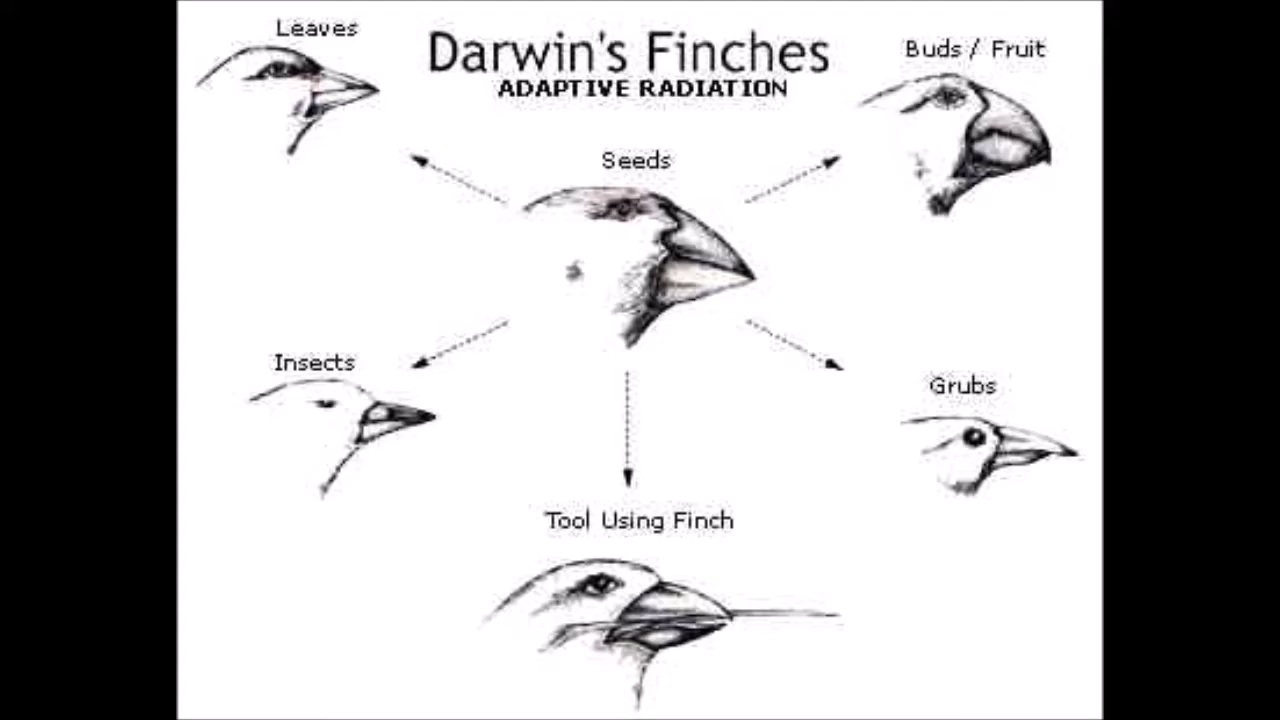 Leaves
Darwin's Finches
ADAPTIVE RADIATION
Buds / Fruit
Seeds
Insects
Grubs
Tool Using Finch